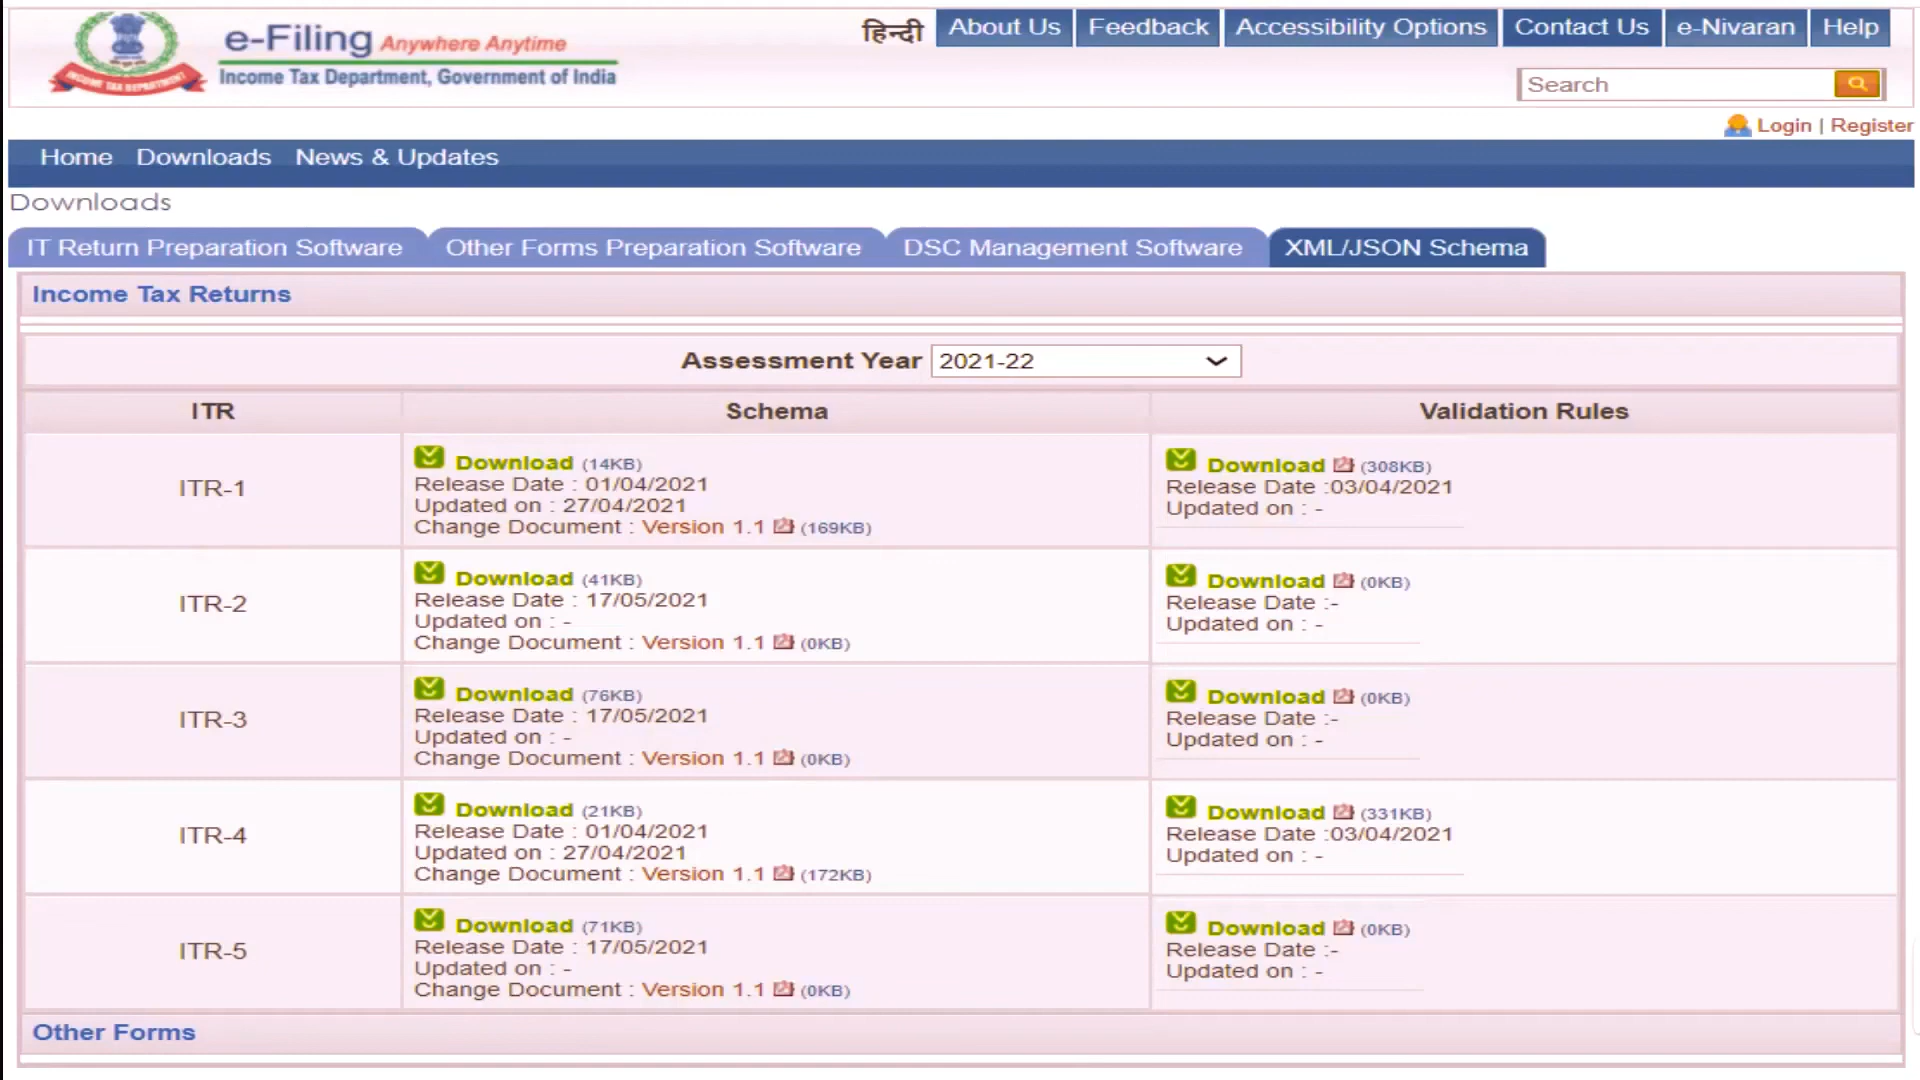 e-Filing Anywhere Anytime
Income Tax Department, Government of India
INCOME TAX DEPARTMENT
हिन्दी About Us Feedback Accessibility Options Contact Us e-Nivaran Help
Search
Login | Register
Home Downloads News & Updates
Downloads
IT Return Preparation Software Other Forms Preparation Software DSC Management Software XML/JSON Schema
Income Tax Returns
Assessment Year 2021-22
ITR Schema Validation Rules
ITR-1
Download (14KB)
Release Date : 01/04/2021
Updated on : 27/04/2021
Change Document : Version 1.1 (169KB)
Download (308KB)
Release Date :03/04/2021
Updated on : -
ITR-2
Download (41KB)
Release Date : 17/05/2021
Updated on : -
Change Document : Version 1.1 (0KB)
Download (0KB)
Release Date :-
Updated on : -
ITR-3
Download (76KB)
Release Date : 17/05/2021
Updated on : -
Change Document : Version 1.1 (0KB)
Download (0KB)
Release Date :-
Updated on : -
ITR-4
Download (21KB)
Release Date : 01/04/2021
Updated on : 27/04/2021
Change Document : Version 1.1 (172KB)
Download (331KB)
Release Date :03/04/2021
Updated on : -
ITR-5
Download (71KB)
Release Date : 17/05/2021
Updated on : -
Change Document : Version 1.1 (0KB)
Download (0KB)
Release Date :-
Updated on : -
Other Forms